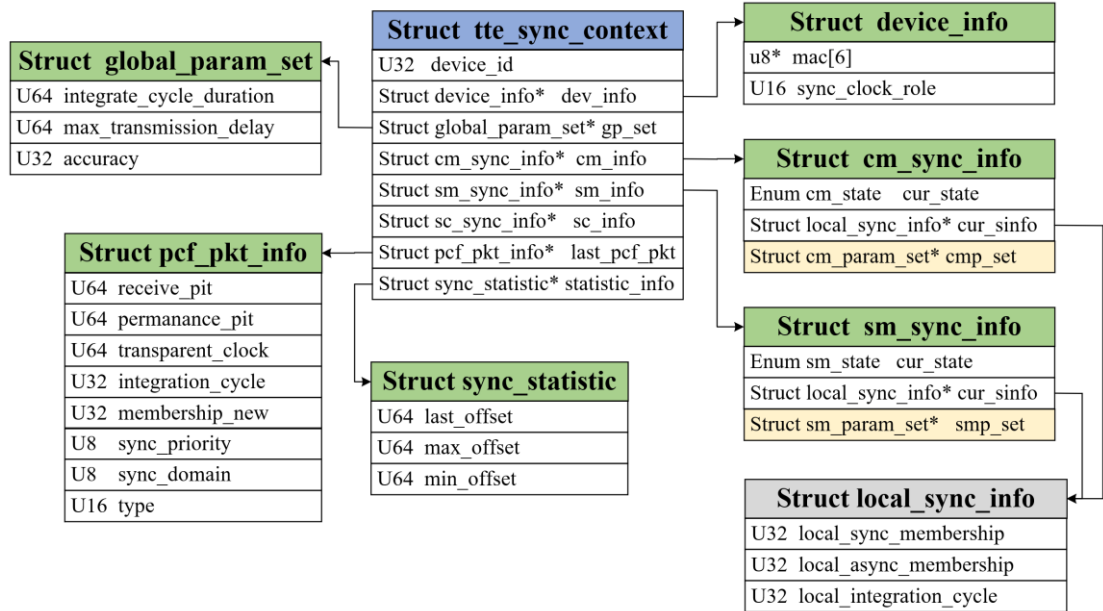 Struct global_param_set
U64 integrate_cycle_duration
U64 max_transmission_delay
U32 accuracy
Struct pcf_pkt_info
U64 receive_pit
U64 permanance_pit
U64 transparent_clock
U32 integration_cycle
U32 membership_new
U8 sync_priority
U8 sync_domain
U16 type
Struct tte_sync_context
U32 device_id
Struct device_info* dev_info
Struct global_param_set* gp_set
Struct cm_sync_info* cm_info
Struct sm_sync_info* sm_info
Struct sc_sync_info* sc_info
Struct pcf_pkt_info* last_pcf_pkt
Struct sync_statistic* statistic_info
Struct sync_statistic
U64 last_offset
U64 max_offset
U64 min_offset
Struct device_info
u8* mac[6]
U16 sync_clock_role
Struct cm_sync_info
Enum cm_state cur_state
Struct local_sync_info* cur_sinfo
Struct cm_param_set* cmp_set
Struct sm_sync_info
Enum sm_state cur_state
Struct local_sync_info* cur_sinfo
Struct sm_param_set* smp_set
Struct local_sync_info
U32 local_sync_membership
U32 local_async_membership
U32 local_integration_cycle